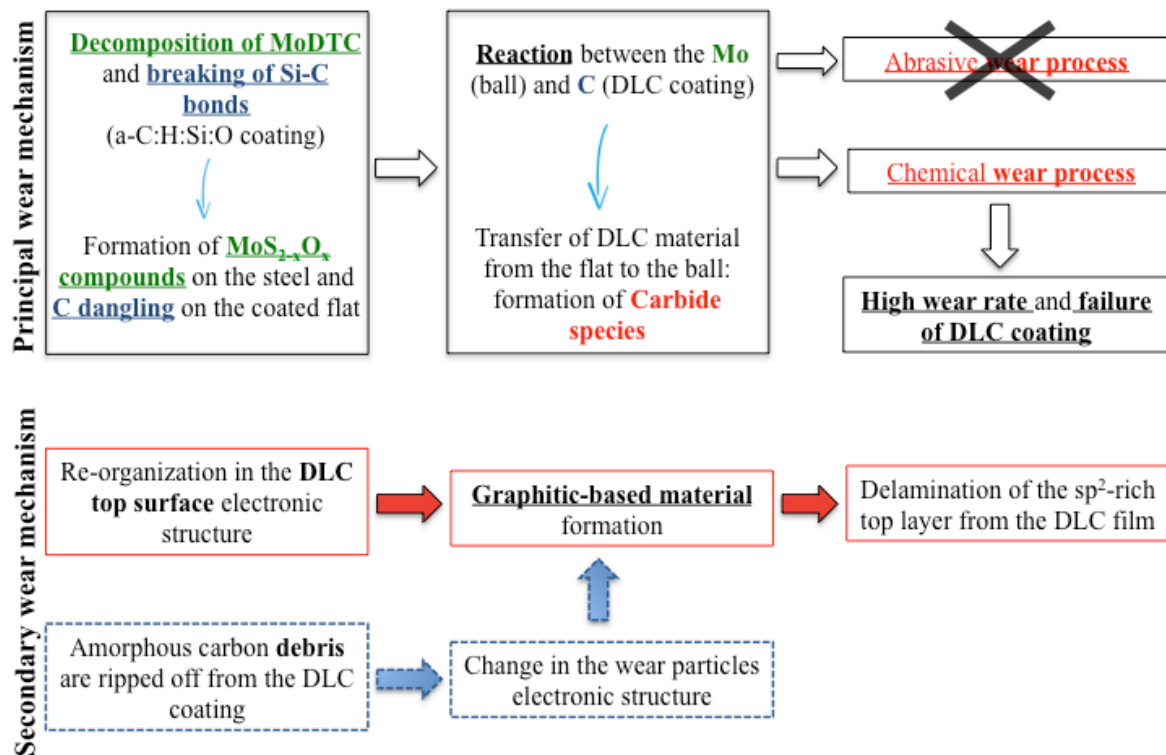 Principal wear mechanism
Decomposition of MoDTC
and breaking of Si-C
bonds
(a-C:H:Si:O coating)
Formation of MoS₂₋ₓOₓ
compounds on the steel and
C dangling on the coated flat
Reaction between the Mo
(ball) and C (DLC coating)
Transfer of DLC material
from the flat to the ball:
formation of Carbide
species
Abrasive wear process
Chemical wear process
High wear rate and failure
of DLC coating
Secondary wear mechanism
Re-organization in the DLC
top surface electronic
structure
Graphitic-based material
formation
Delamination of the sp²-rich
top layer from the DLC film
Amorphous carbon debris
are ripped off from the DLC
coating
Change in the wear particles
electronic structure